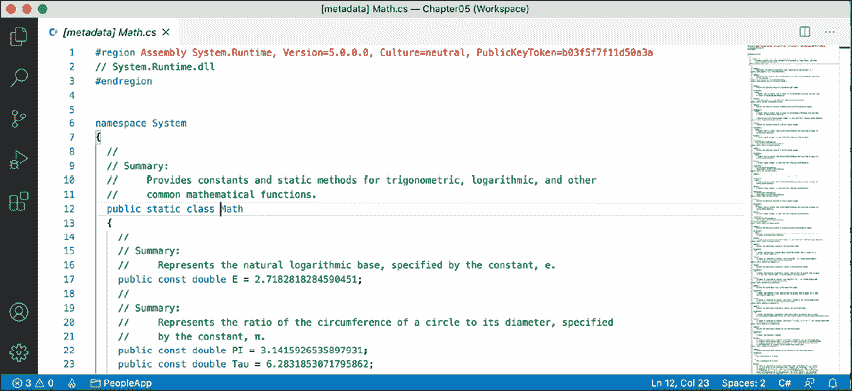 [metadata] Math.cs — Chapter05 (Workspace)
C# [metadata] Math.cs ×
1 #region Assembly System.Runtime, Version=5.0.0.0, Culture=neutral, PublicKeyToken=b03f5f7f11d50a3a
2 // System.Runtime.dll
3 #endregion
4
5
6 namespace System
7 {
8 //
9 // Summary:
10 //     Provides constants and static methods for trigonometric, logarithmic, and other
11 //     common mathematical functions.
12 public static class Math
13 {
14 //
15 // Summary:
16 //     Represents the natural logarithmic base, specified by the constant, e.
17 public const double E = 2.7182818284590451;
18 //
19 // Summary:
20 //     Represents the ratio of the circumference of a circle to its diameter, specified
21 //     by the constant, π.
22 public const double PI = 3.1415926535897931;
23 public const double Tau = 6.2831853071795862;
3 0 PeopleApp Ln 12, Col 23 Spaces: 2 C#